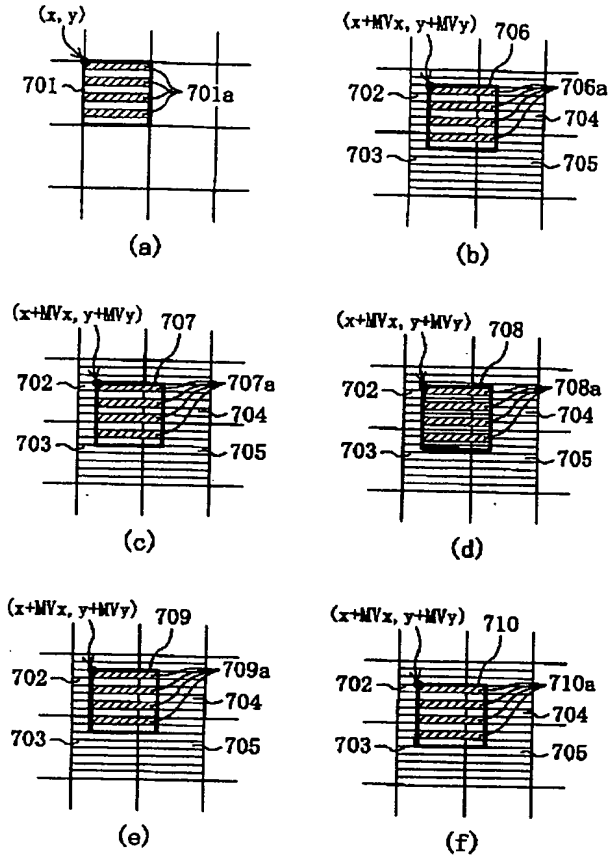 (x, y)
701
701a
(a)
(x+MVx, y+MVy) 706
702
706a
704
703
705
(b)
(x+MVx, y+MVy) 707
702
707a
704
703
705
(c)
(x+MVx, y+MVy) 708
702
708a
704
703
705
(d)
(x+MVx, y+MVy) 709
702
709a
704
703
705
(e)
(x+MVx, y+MVy) 710
702
710a
704
703
705
(f)